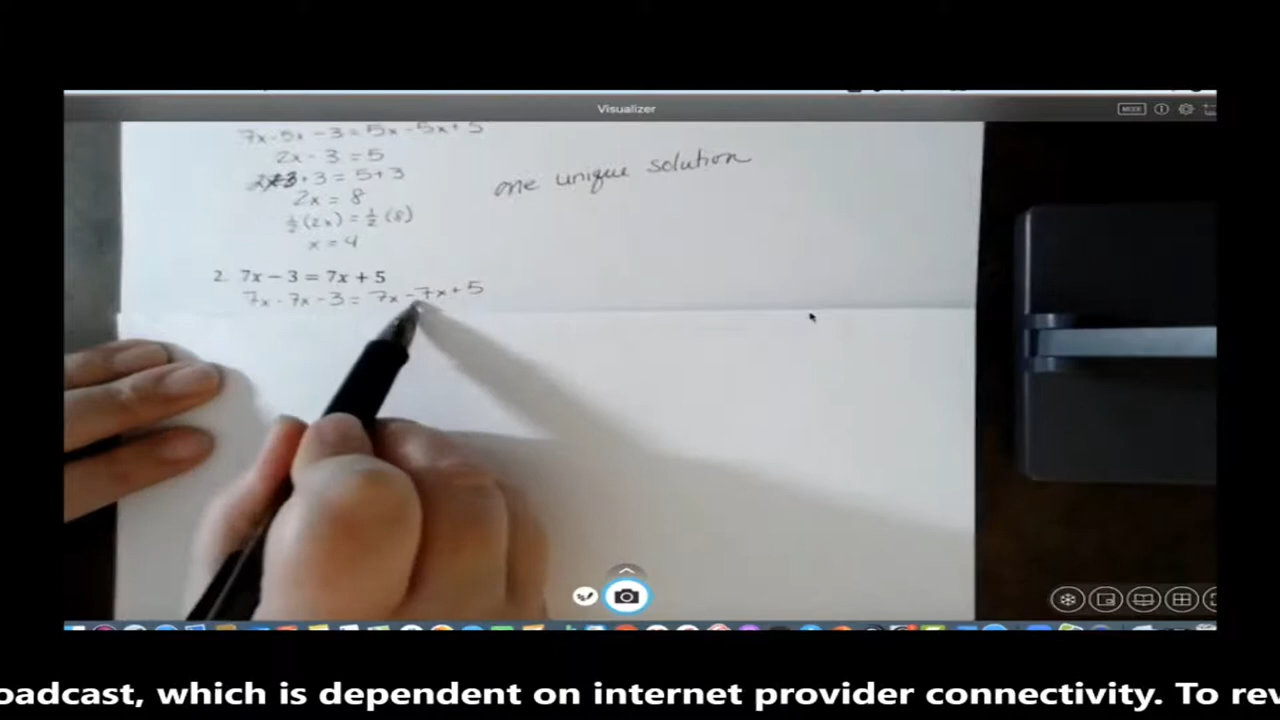 Visualizer
MODE
7x-5x-3=5x-5x+5
2x-3=5
+3=5+3
2x=8
½(2x)=½(8)
x=4
one unique solution
2. 7x-3=7x+5
7x-7x-3=7x-7x+5
oadcast, which is dependent on internet provider connectivity. To rev